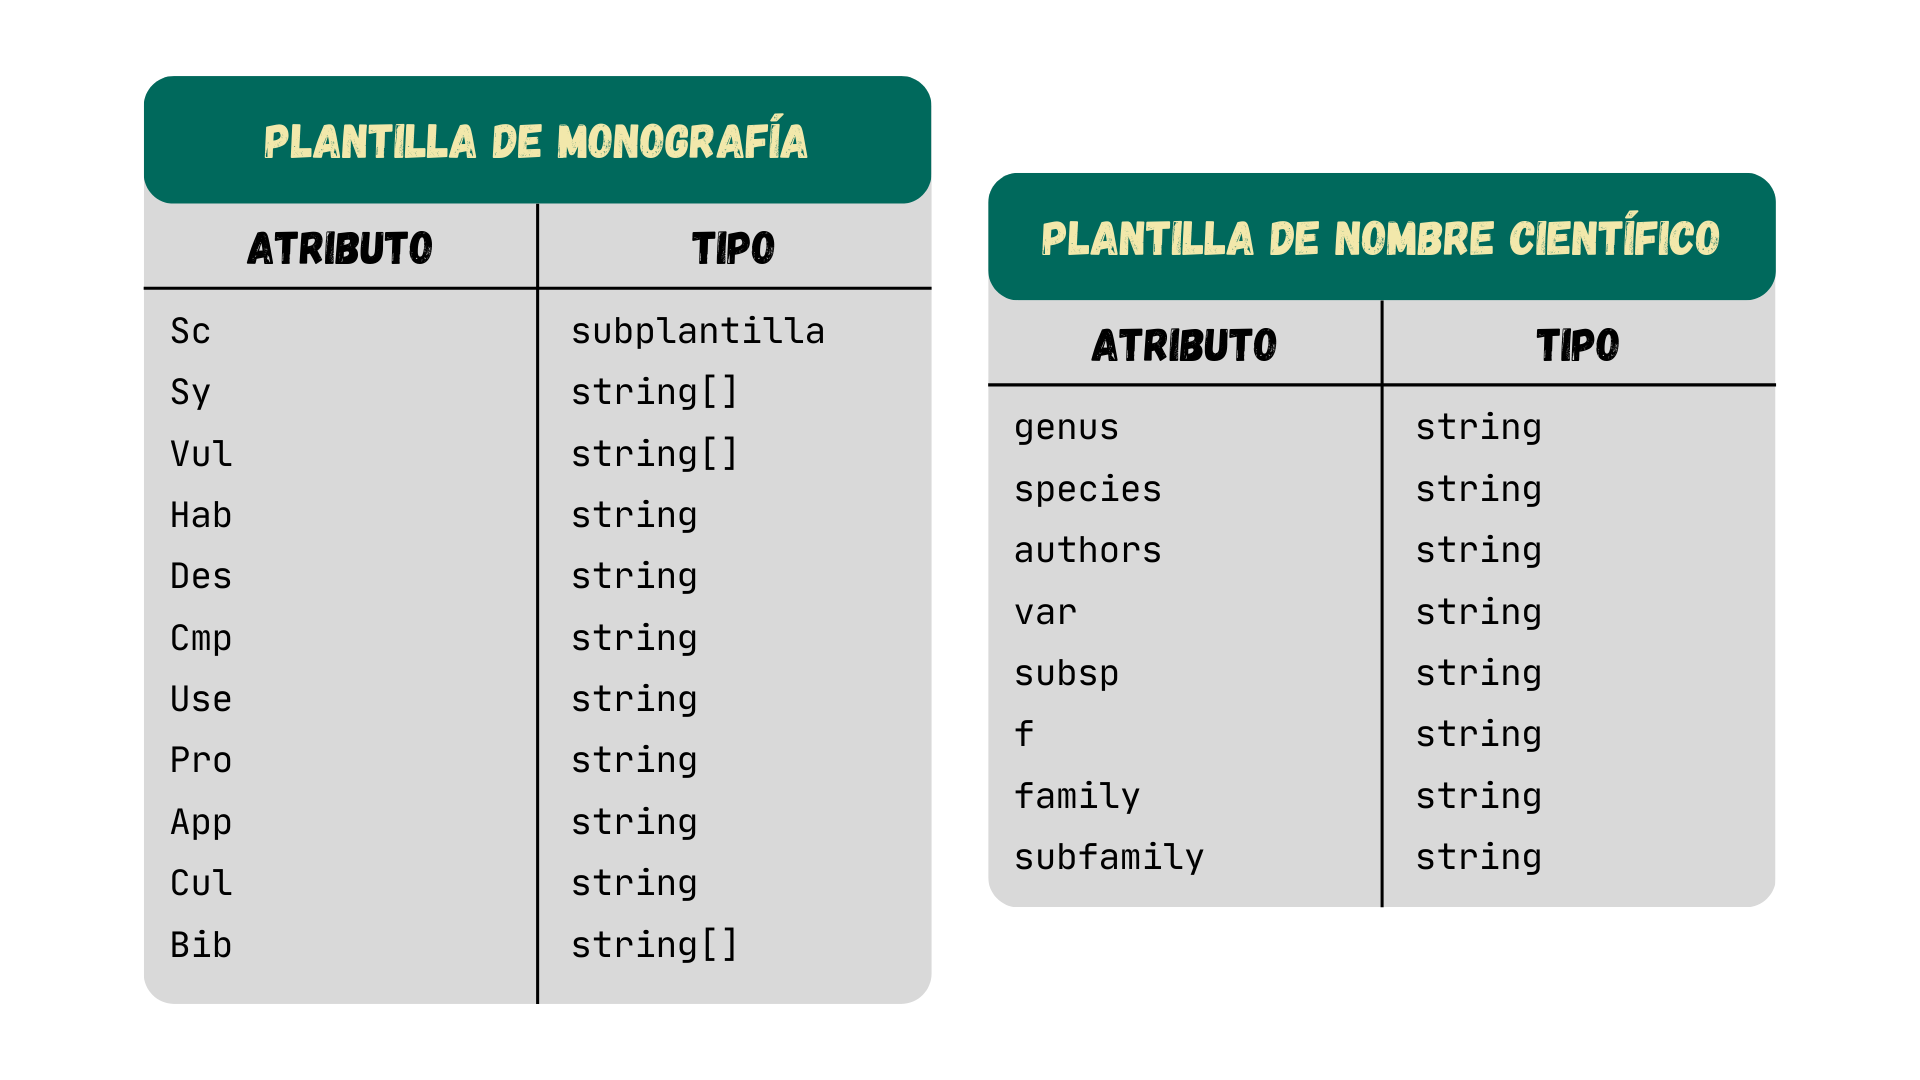 PLANTILLA DE MONOGRAFÍA
ATRIBUTO TIPO
Sc subplantilla
Sy string[]
Vul string[]
Hab string
Des string
Cmp string
Use string
Pro string
App string
Cul string
Bib string[]
PLANTILLA DE NOMBRE CIENTÍFICO
ATRIBUTO TIPO
genus string
species string
authors string
var string
subsp string
f string
family string
subfamily string